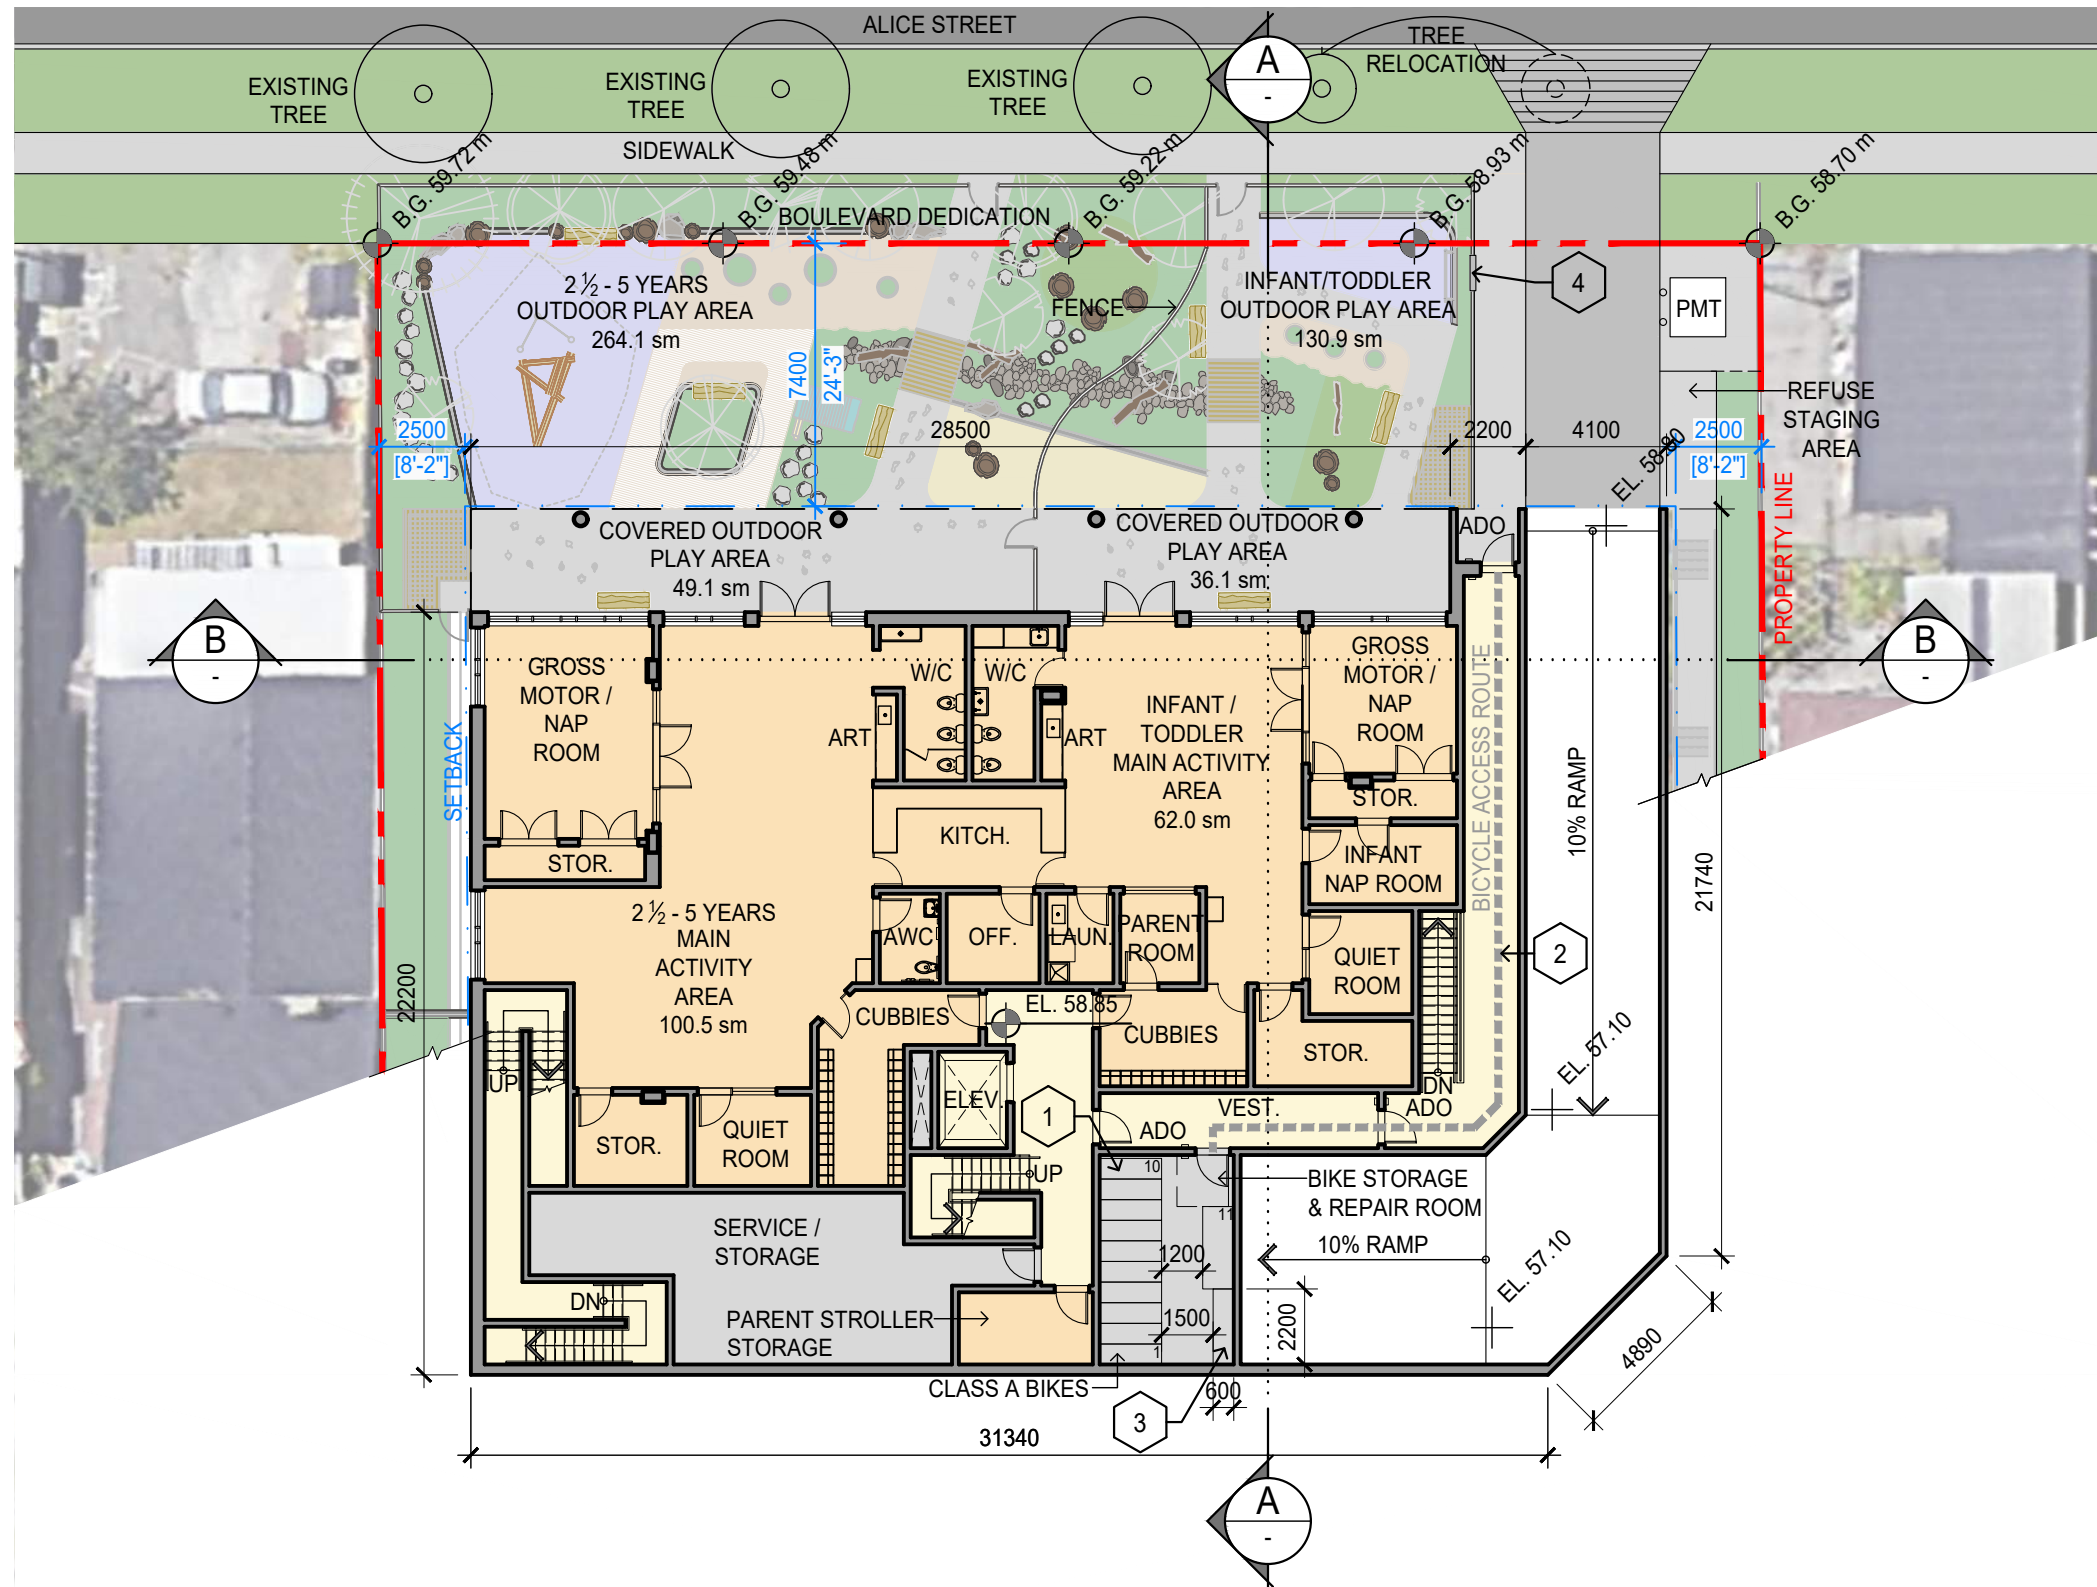 ALICE STREET
A
-
TREE
RELOCATION
EXISTING
TREE
EXISTING
TREE
EXISTING
TREE
SIDEWALK
B.G. 59.72 m
B.G. 59.48 m
B.G. 59.22 m
B.G. 58.93 m
B.G. 58.70 m
BOULEVARD DEDICATION
2 ½ - 5 YEARS
OUTDOOR PLAY AREA
264.1 sm
FENCE
INFANT/TODDLER
OUTDOOR PLAY AREA
130.9 sm
4
PMT
7400
24'-3"
REFUSE
STAGING
AREA
2500
[8'-2"]
28500
2200
4100
2500
[8'-2"]
EL. 58.80
PROPERTY LINE
COVERED OUTDOOR
PLAY AREA
49.1 sm
COVERED OUTDOOR
PLAY AREA
36.1 sm
ADO
B
-
B
-
GROSS
MOTOR /
NAP
ROOM
W/C
W/C
ART
ART
INFANT /
TODDLER
MAIN ACTIVITY
AREA
62.0 sm
GROSS
MOTOR /
NAP
ROOM
STOR.
BICYCLE ACCESS ROUTE
10% RAMP
SETBACK
KITCH.
STOR.
INFANT
NAP ROOM
21740
2 ½ - 5 YEARS
MAIN
ACTIVITY
AREA
100.5 sm
AWC
OFF.
LAUN.
PARENT
ROOM
QUIET
ROOM
2
22200
CUBBIES
EL. 58.85
CUBBIES
STOR.
EL. 57.10
UP
ELEV.
1
VEST.
DN
ADO
ADO
STOR.
QUIET
ROOM
UP
10
BIKE STORAGE
& REPAIR ROOM
11
SERVICE /
STORAGE
1200
10% RAMP
EL. 57.10
DN
PARENT STROLLER
STORAGE
1500
1
2200
4890
CLASS A BIKES
600
3
31340
A
-